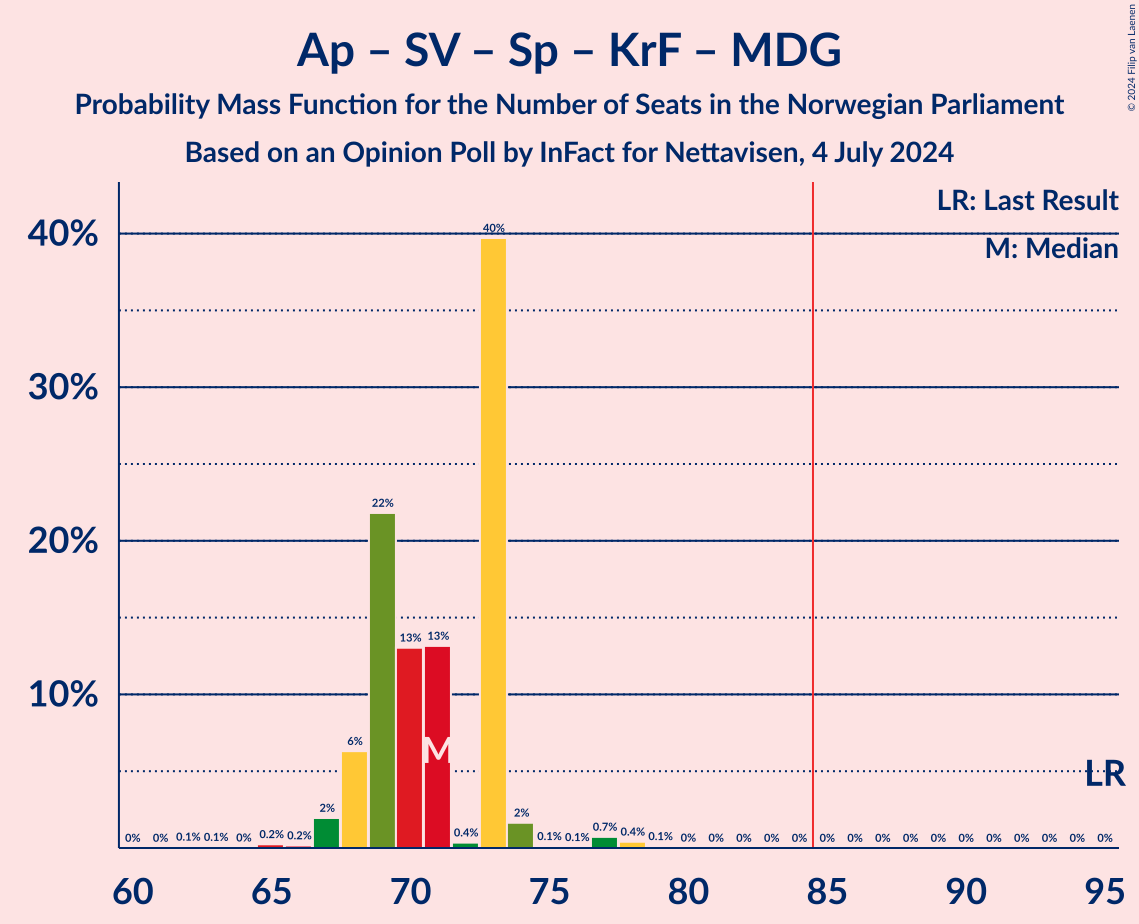 Ap – SV – Sp – KrF – MDG
Probability Mass Function for the Number of Seats in the Norwegian Parliament
Based on an Opinion Poll by InFact for Nettavisen, 4 July 2024
© 2024 Filip van Laenen
LR: Last Result
M: Median
40%
30%
20%
10%
0% 0% 0.1% 0.1% 0% 0.2% 0.2% 2% 6% 22% 13% 13% 0.4% 40% 2% 0.1% 0.1% 0.7% 0.4% 0.1% 0% 0% 0% 0% 0% 0% 0% 0% 0% 0% 0% 0% 0% 0% 0% 0%
M
LR
60 65 70 75 80 85 90 95